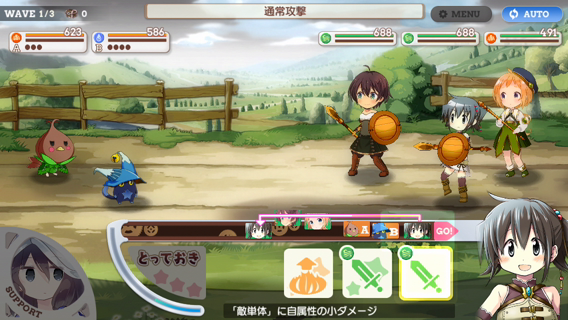 WAVE 1/3 0
通常攻撃
MENU
AUTO
623
586
688
688
491
A
B
A B GO!
とっておき
SUPPORT
「敵単体」に自属性の小ダメージ